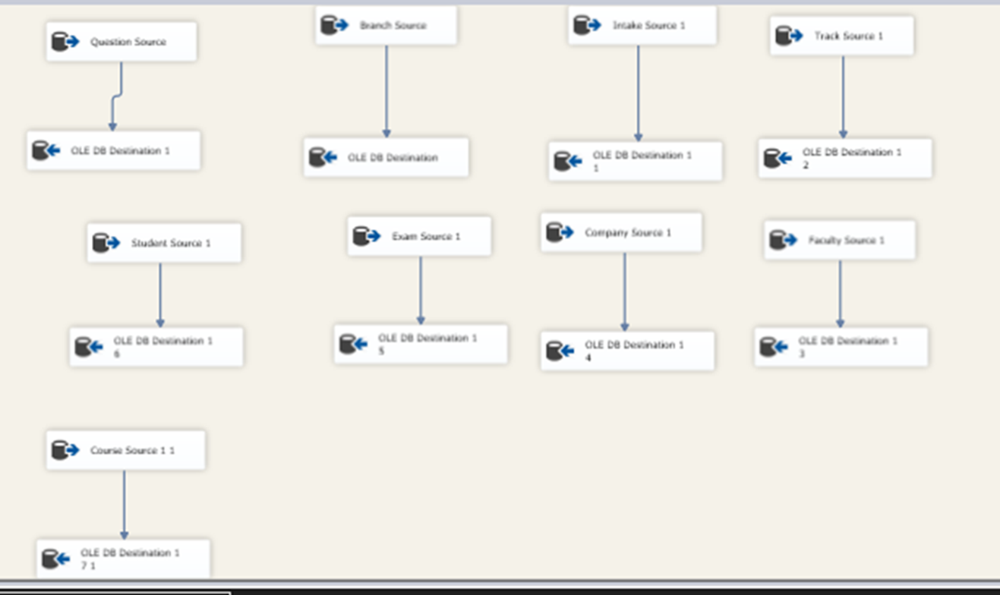 Question Source
Branch Source
Intake Source 1
Track Source 1
OLE DB Destination 1
OLE DB Destination
OLE DB Destination 1
1
OLE DB Destination 1
2
Student Source 1
Exam Source 1
Company Source 1
Faculty Source 1
OLE DB Destination 1
6
OLE DB Destination 1
5
OLE DB Destination 1
4
OLE DB Destination 1
3
Course Source 1 1
OLE DB Destination 1
7 1